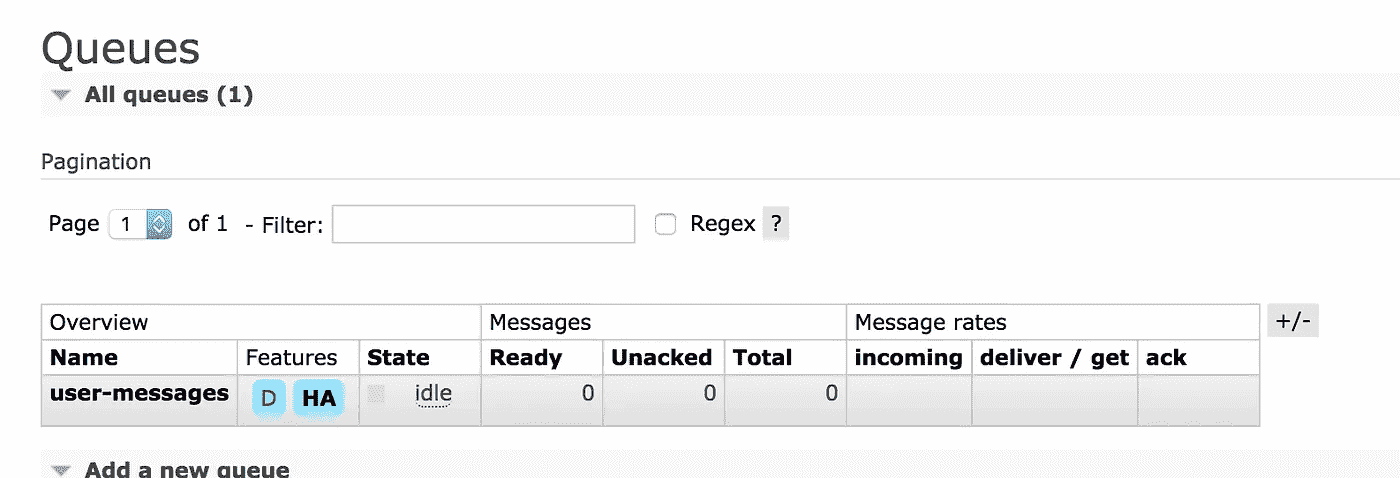 Queues
All queues (1)
Pagination
Page 1 of 1 - Filter: Regex ?
Overview Messages Message rates +/-
Name Features State Ready Unacked Total incoming deliver / get ack
user-messages D HA idle 0 0 0
Add a new queue